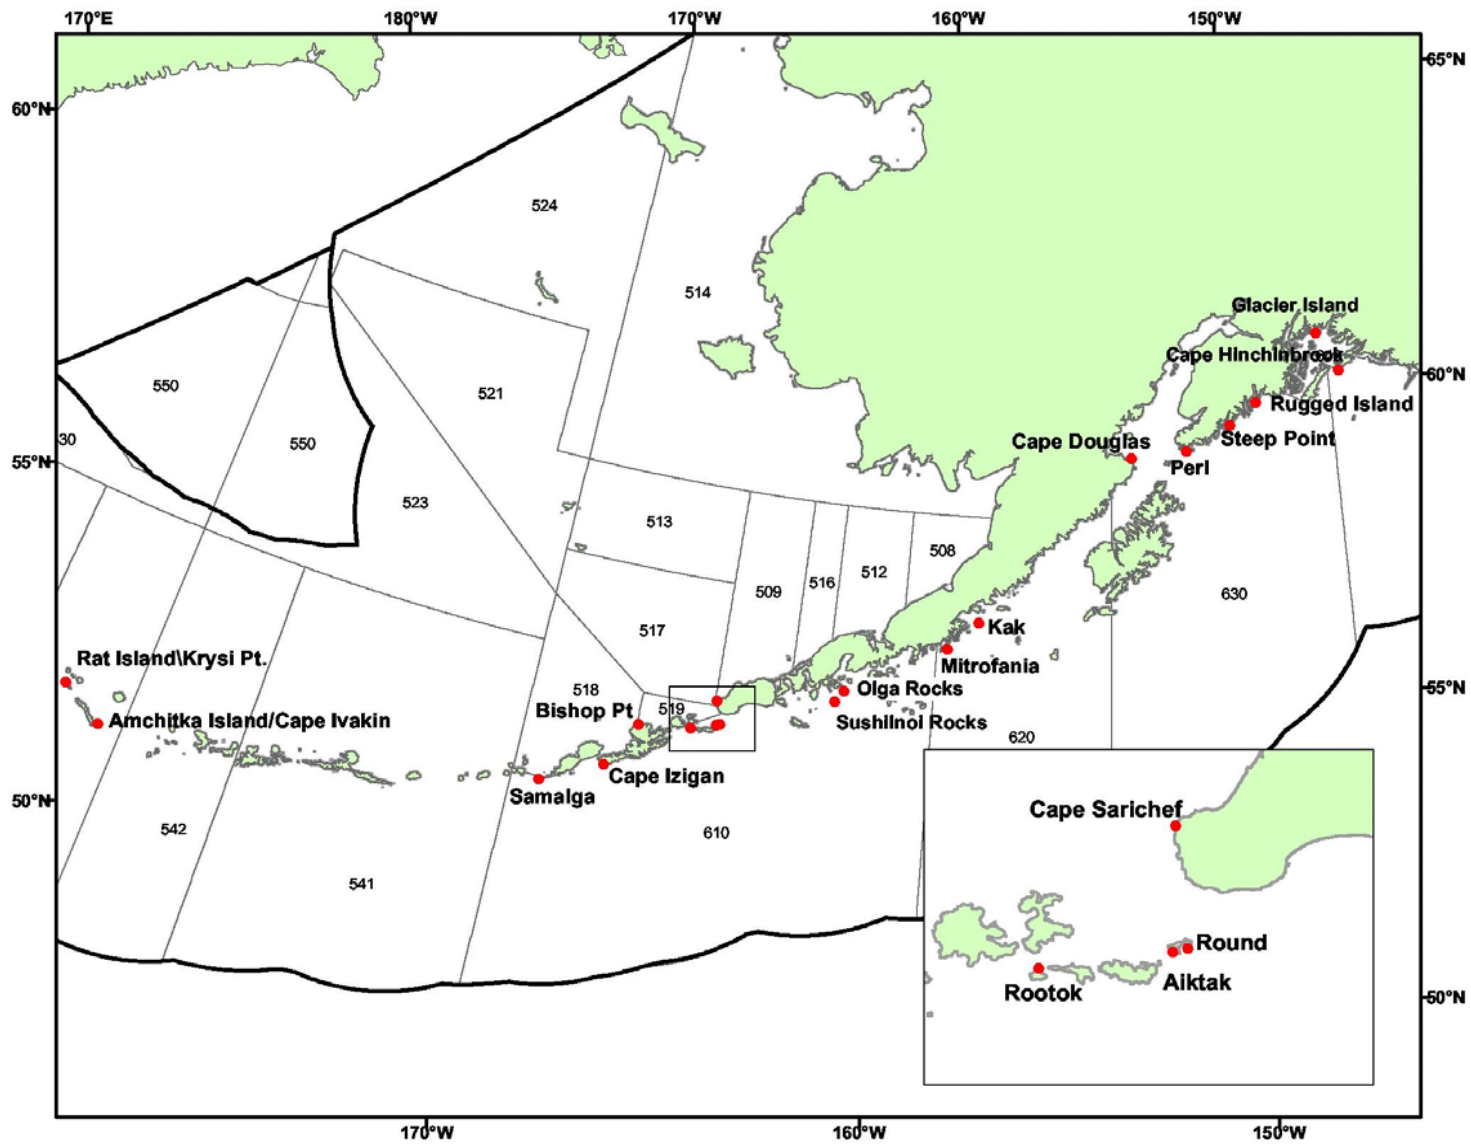 170°E 180°W 170°W 160°W 150°W
65°N
60°N
524
514
Glacier Island
Cape Hinchinbrook
60°N
550
521
Rugged Island
30
550
Cape Douglas
Steep Point
55°N
Perl
523
513
508
512
516
509
630
517
Kak
Rat Island\Krysi Pt.
Mitrofania
518
Olga Rocks
55°N
519
Bishop Pt
Amchitka Island/Cape Ivakin
Sushilnoi Rocks
620
Cape Izigan
Samalga
50°N
Cape Sarichef
542
610
541
Round
Aiktak
Rootok
50°N
170°W 160°W 150°W